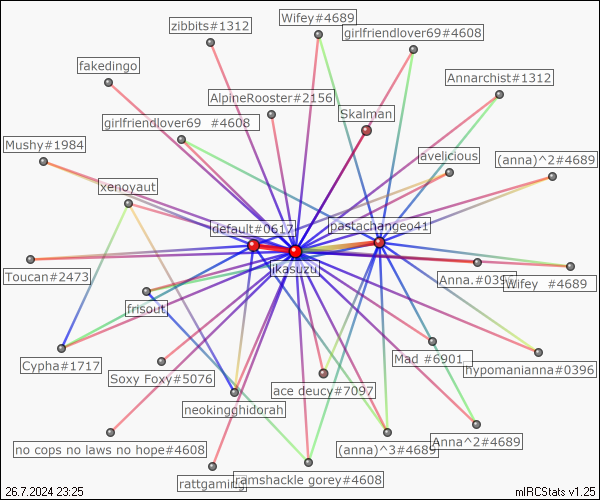 Wifey#4689
zibbits#1312
girlfriendlover69#4608
fakedingo
Annarchist#1312
AlpineRooster#2156
Skalman
girlfriendlover69 #4608
Mushy#1984
avelicious
(anna)^2#4689
xenoyaut
default#0617
pastachangeo41
ikasuzu
Toucan#2473
Anna.#0396
Wifey #4689
frisout
Mad #6901
Cypha#1717
hypomanianna#0396
Soxy Foxy#5076
ace deucy#7097
neokingghidorah
no cops no laws no hope#4608
(anna)^3#4689
Anna^2#4689
rattgaming
ramshackle gorey#4608
26.7.2024 23:25
mIRCStats v1.25